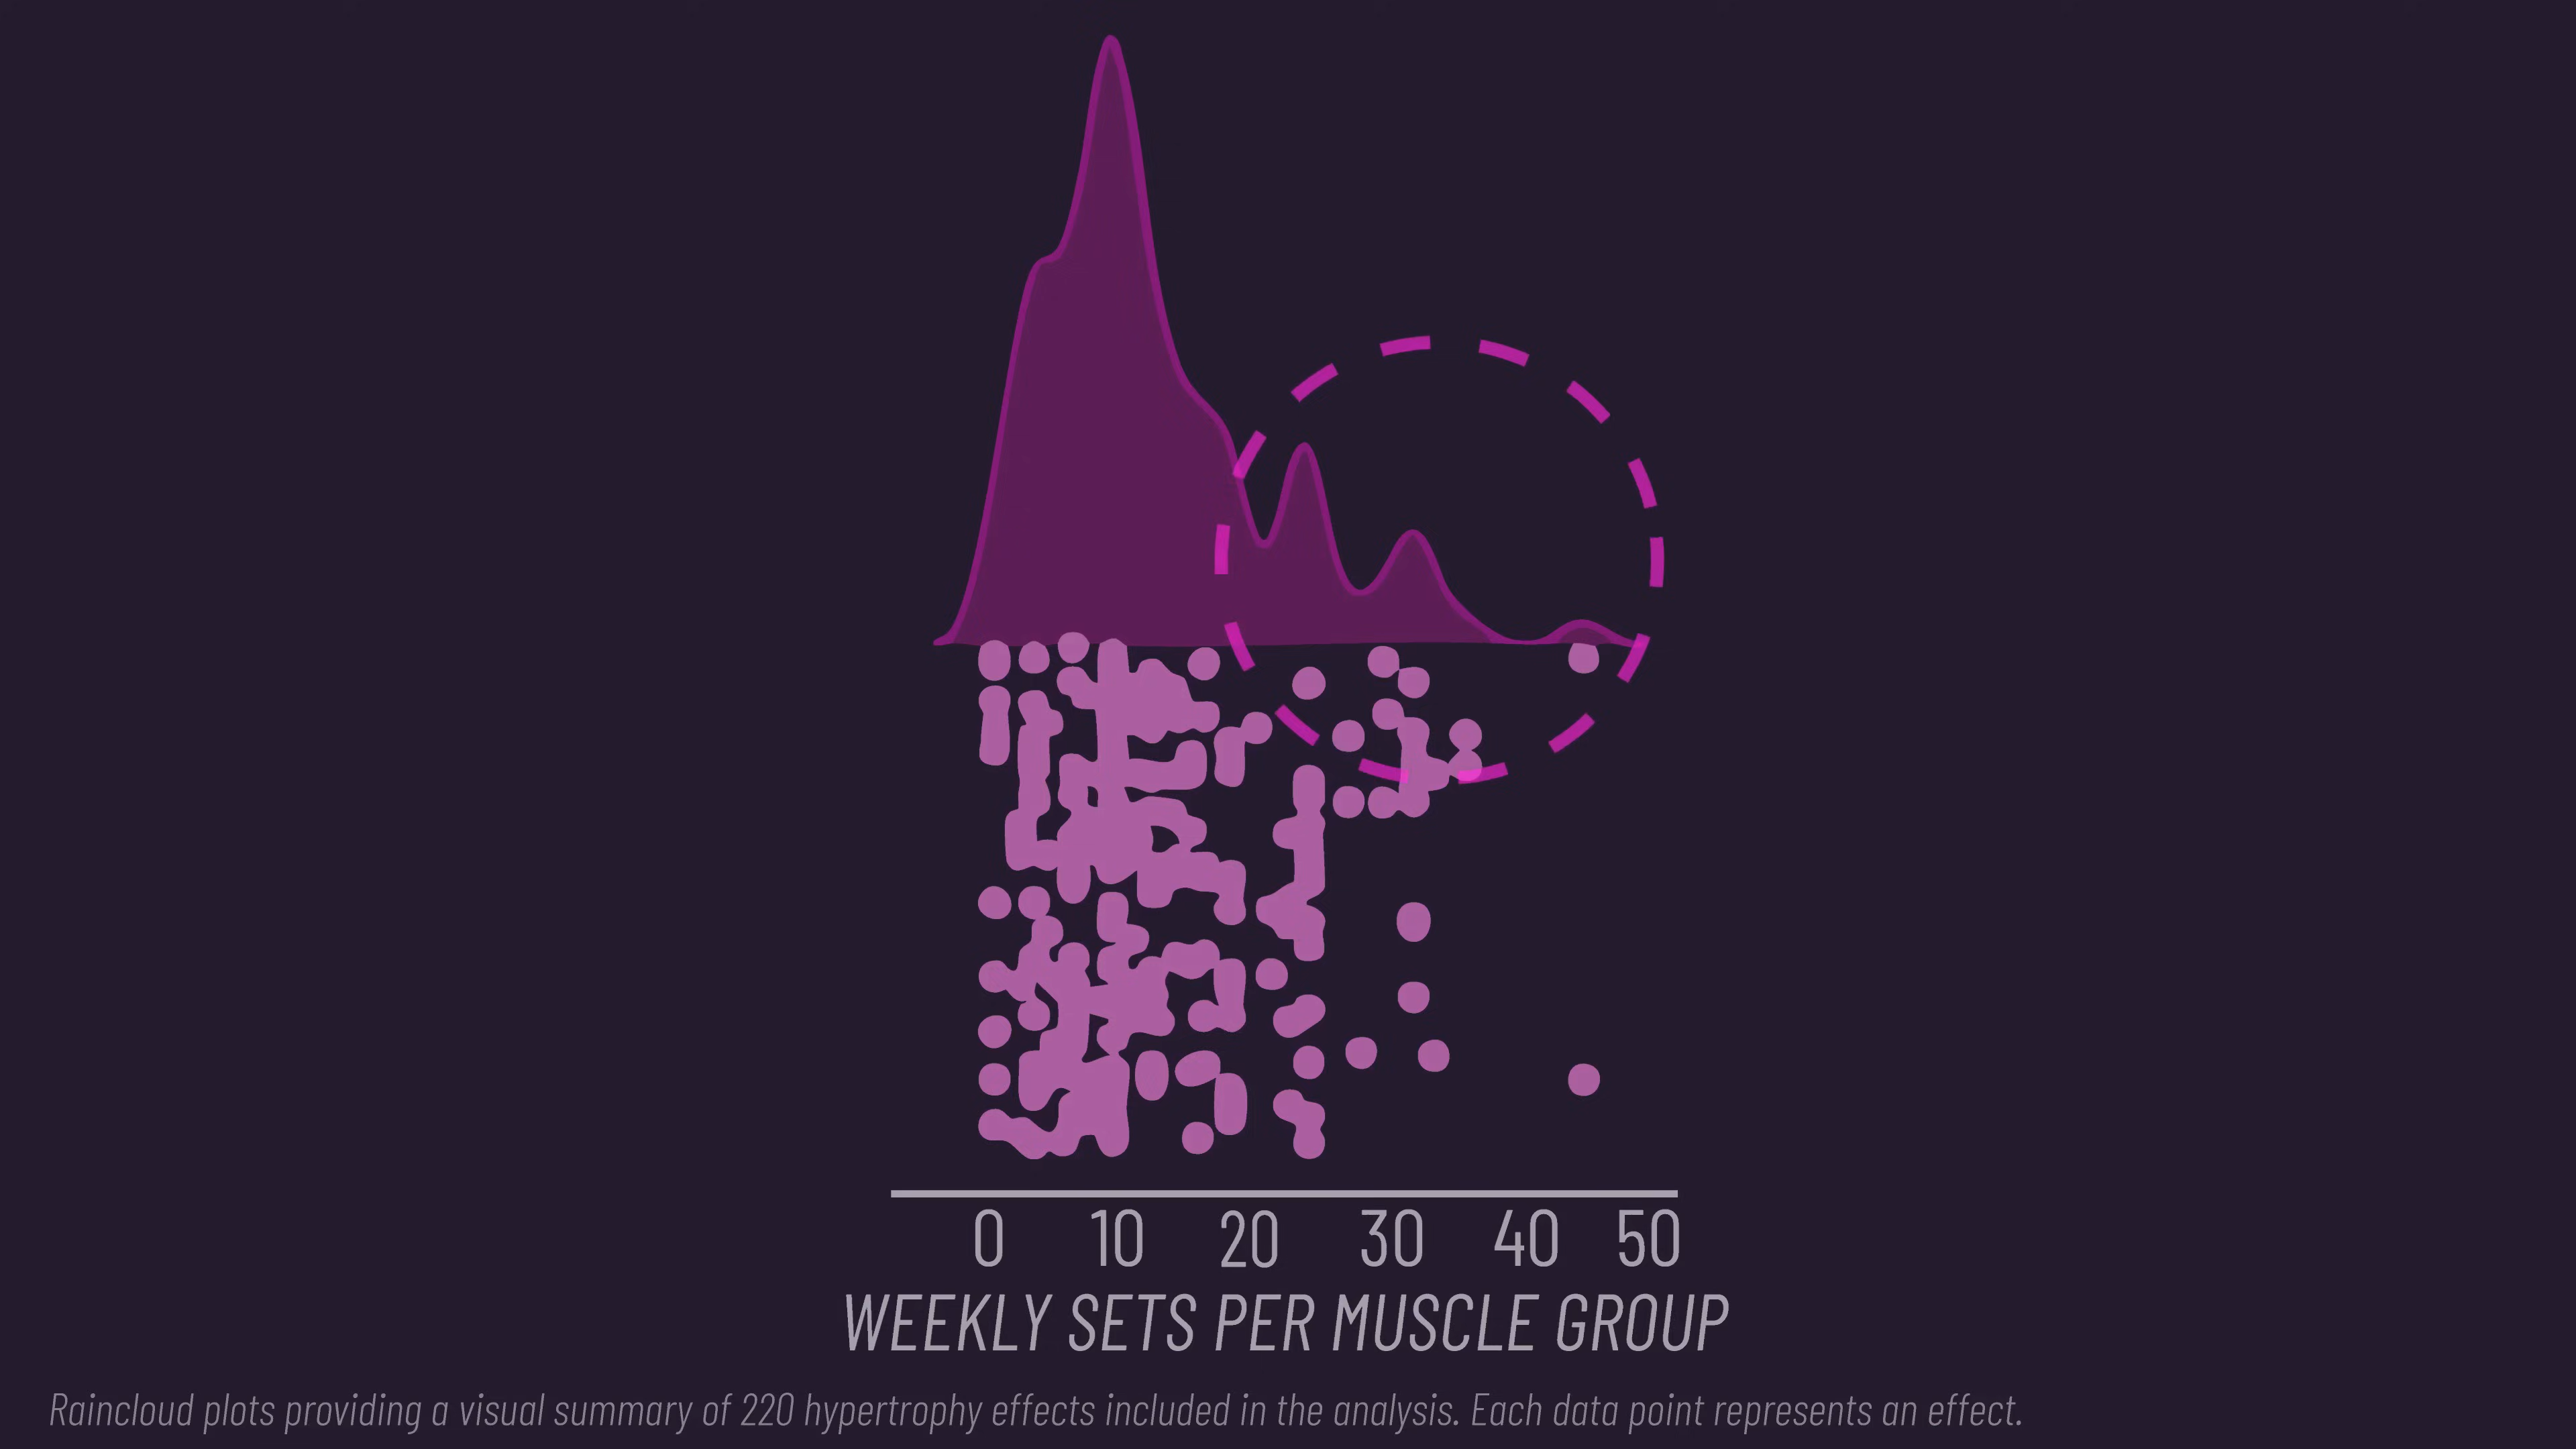 0 10 20 30 40 50
WEEKLY SETS PER MUSCLE GROUP
Raincloud plots providing a visual summary of 220 hypertrophy effects included in the analysis. Each data point represents an effect.